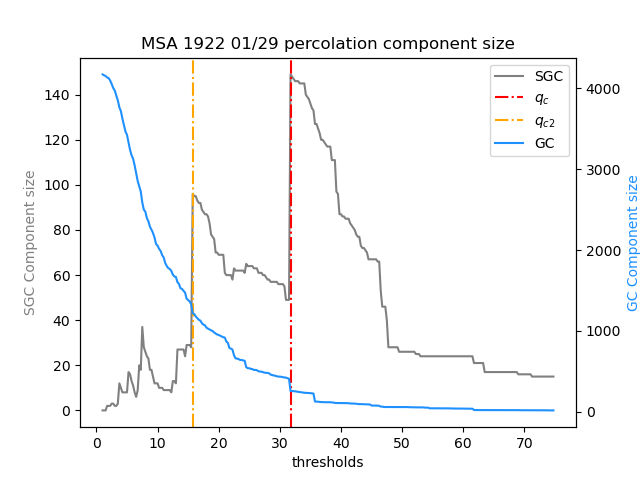 MSA 1922 01/29 percolation component size
SGC
q_c
q_c2
GC
140
120
100
80
60
40
20
0
SGC Component size
4000
3000
2000
1000
0
GC Component size
0 10 20 30 40 50 60 70
thresholds